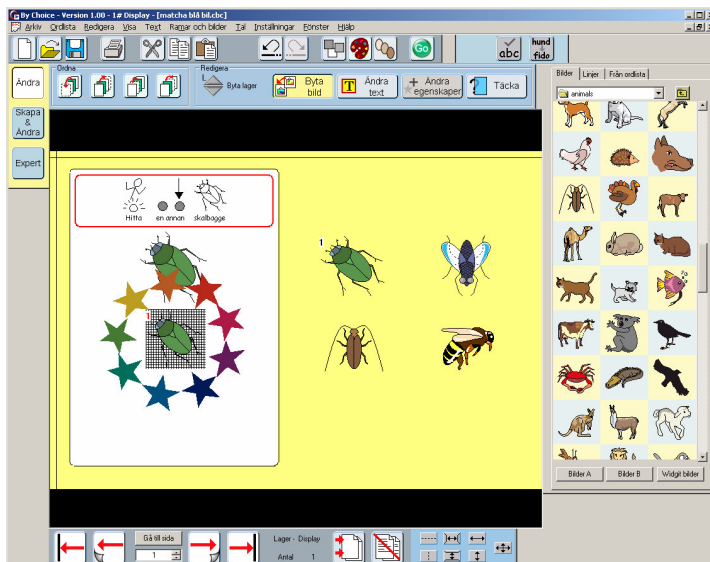 By Choice - Version 1.00 - 1# Display - [matcha blå bil.cbc]
Arkiv Ordlista Redigera Visa Text Ramar och bilder Tal Inställningar Fönster Hjälp
Go
abc
hund
fido
Ordna
Redigera
L
Byta lager
Byta
bild
T
Ändra
text
Ändra
egenskaper
Täcka
Ändra
Skapa
&
Ändra
Expert
Bilder
Linjer
Från ordlista
animals
Hitta en annan skalbagge
1
1
Bilder A
Bilder B
Widgit bilder
Gå till sida
1
Lager - Display
Antal 1